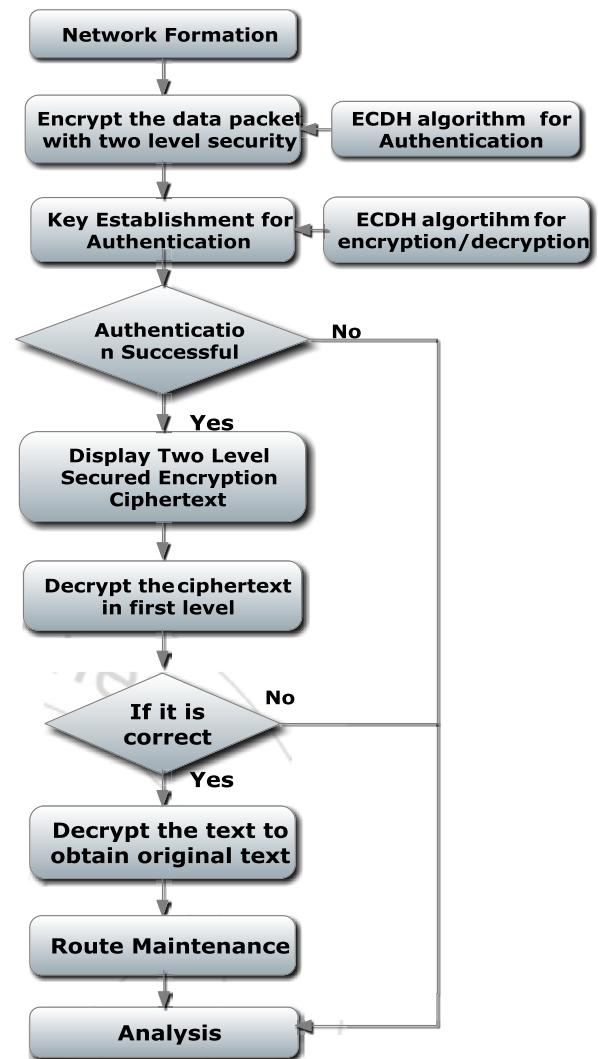 Network Formation
Encrypt the data packet
with two level security
ECDH algorithm for
Authentication
Key Establishment for
Authentication
ECDH algortihm for
encryption/decryption
Authenticatio
n Successful
No
Yes
Display Two Level
Secured Encryption
Ciphertext
Decrypt the ciphertext
in first level
If it is
correct
No
Yes
Decrypt the text to
obtain original text
Route Maintenance
Analysis